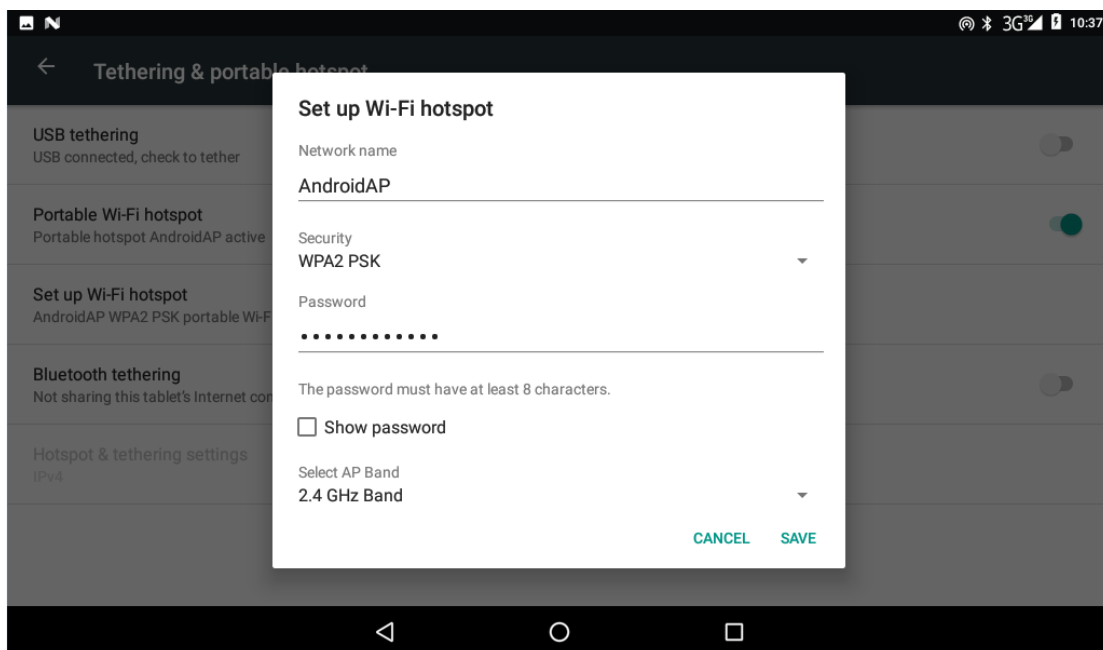 3G 3G 10:37
Tethering & portable hotspot
USB tethering
USB connected, check to tether
Portable Wi-Fi hotspot
Portable hotspot AndroidAP active
Set up Wi-Fi hotspot
AndroidAP WPA2 PSK portable Wi-F
Bluetooth tethering
Not sharing this tablet's Internet con
Hotspot & tethering settings
IPv4
Set up Wi-Fi hotspot
Network name
AndroidAP
Security
WPA2 PSK
Password
••••••••••••
The password must have at least 8 characters.
Show password
Select AP Band
2.4 GHz Band
CANCEL SAVE